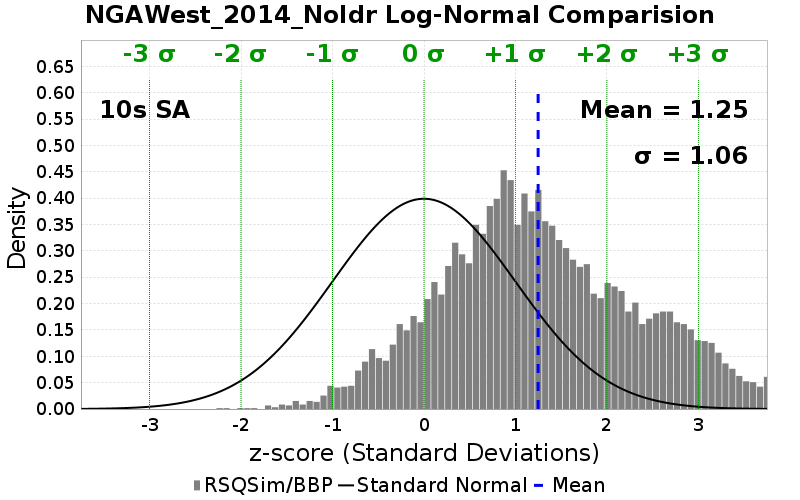 NGAWest_2014_NoIdr Log-Normal Comparision
-3 σ -2 σ -1 σ 0 σ +1 σ +2 σ +3 σ
10s SA
Mean = 1.25
σ = 1.06
Density
0.65
0.60
0.55
0.50
0.45
0.40
0.35
0.30
0.25
0.20
0.15
0.10
0.05
0.00
-3 -2 -1 0 1 2 3
z-score (Standard Deviations)
RSQSim/BBP Standard Normal Mean